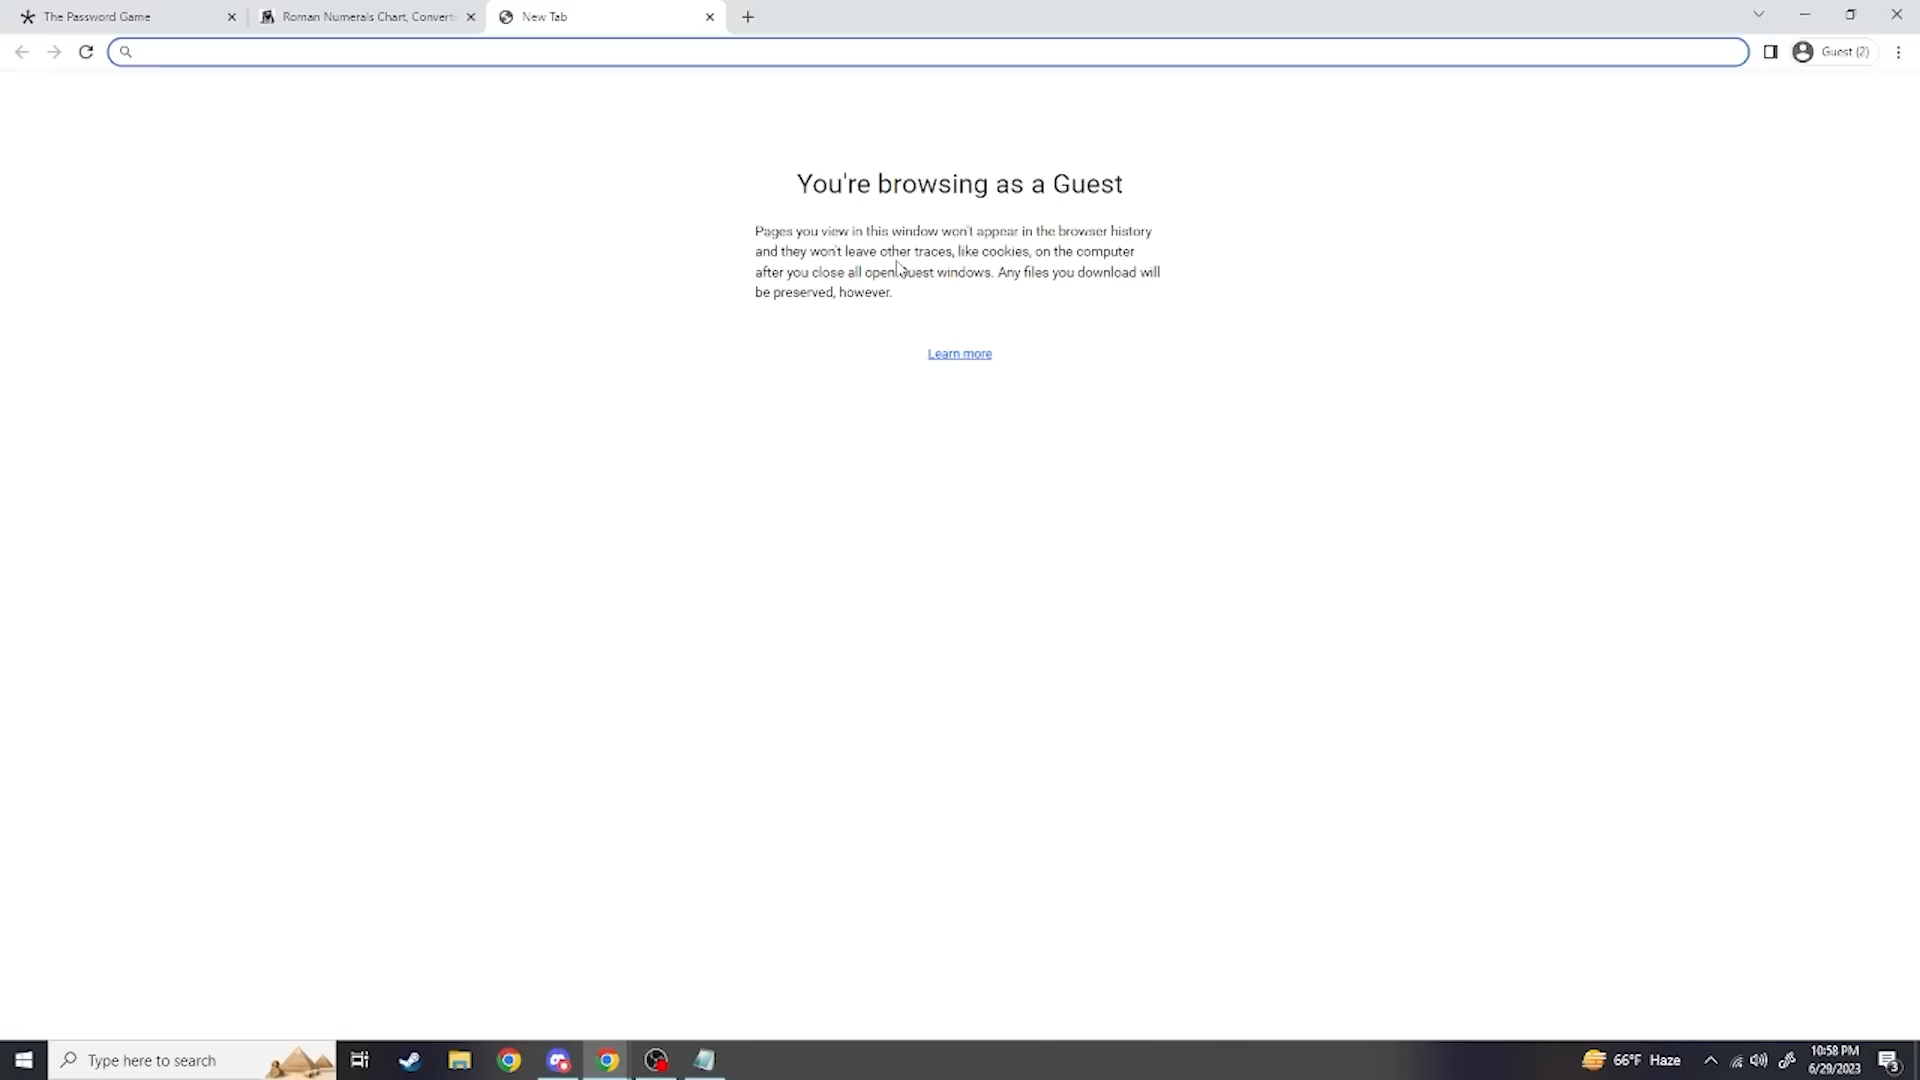 The Password Game
Roman Numerals Chart, Convert
New Tab
Guest (2)
You're browsing as a Guest
Pages you view in this window won't appear in the browser history
and they won't leave other traces, like cookies, on the computer
after you close all open Guest windows. Any files you download will
be preserved, however.
Learn more
Type here to search
66°F Haze
10:58 PM
6/29/2023
3